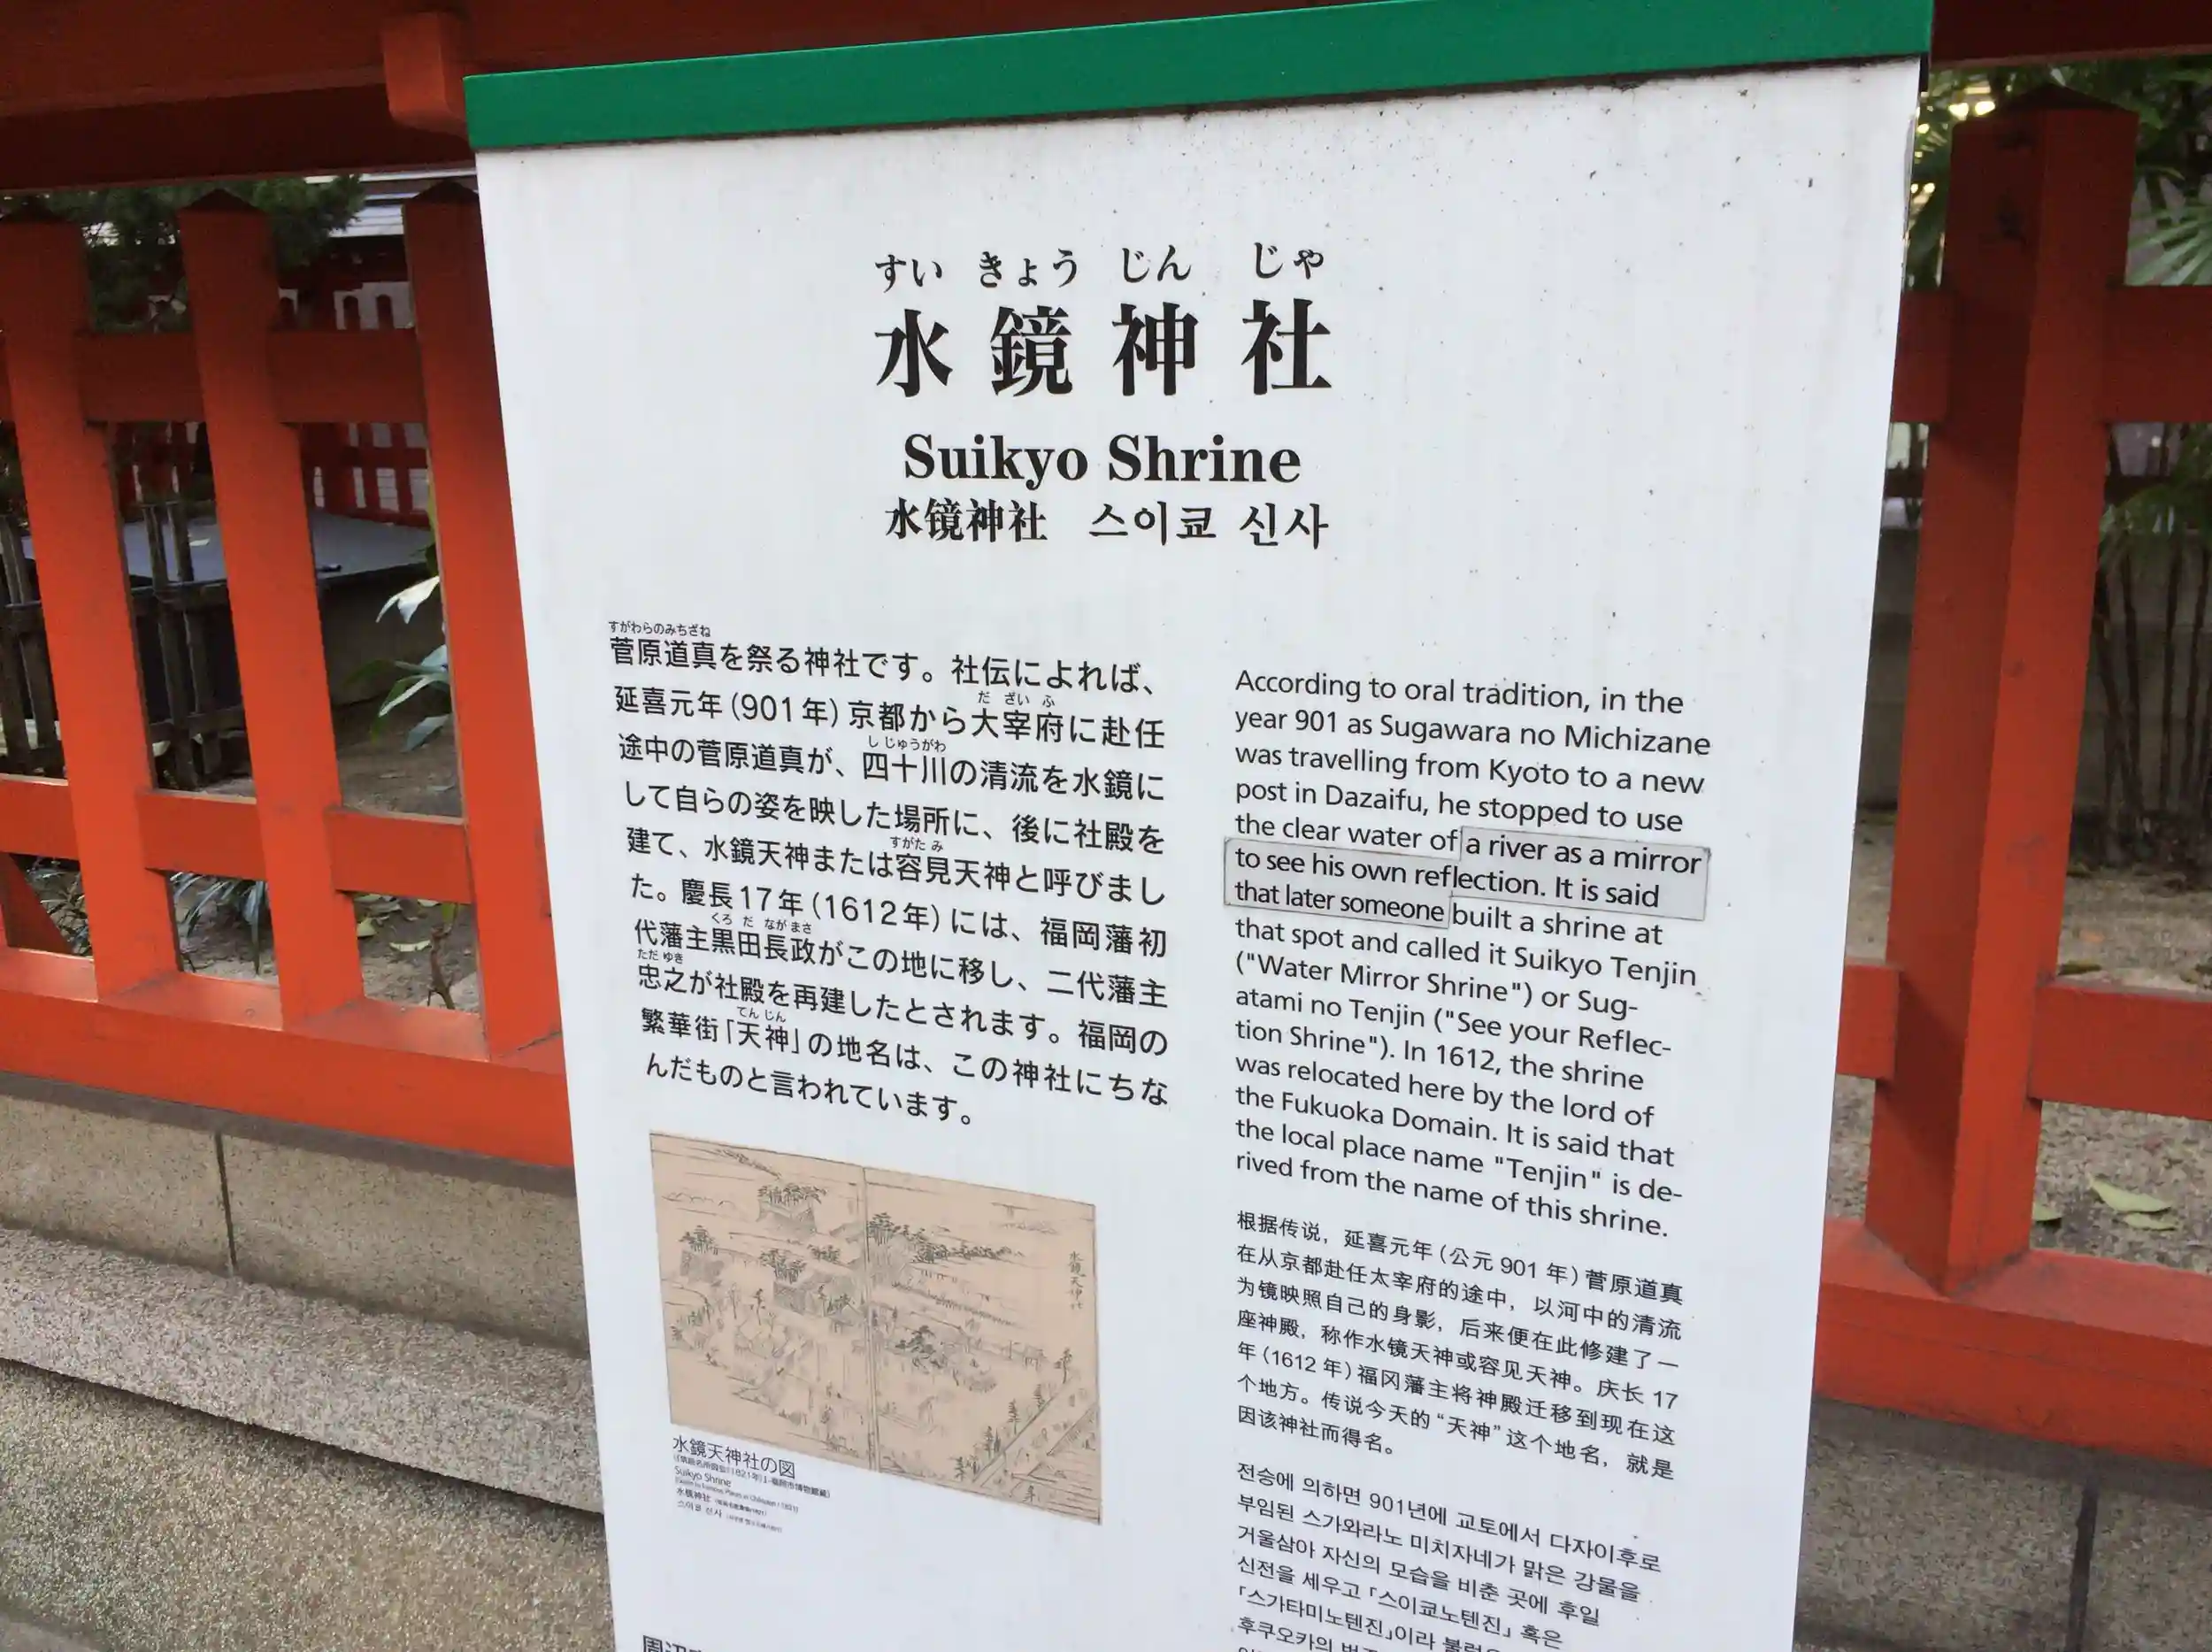 すい きょう じん じゃ
水鏡神社
Suikyo Shrine
水镜神社 스이쿄 신사
すがわらのみちざね
菅原道真を祭る神社です。社伝によれば、
だ ざい ふ
延喜元年(901年)京都から大宰府に赴任
し じゅうがわ
途中の菅原道真が、四十川の清流を水鏡に
して自らの姿を映した場所に、後に社殿を
すがた み
建て、水鏡天神または容見天神と呼びまし
た。慶長17年(1612年)には、福岡藩初
くろ だ なが まさ
代藩主黒田長政がこの地に移し、二代藩主
ただ ゆき
忠之が社殿を再建したとされます。福岡の
てん じん
繁華街「天神」の地名は、この神社にちな
んだものと言われています。
水鏡天神社の図
Suikyo Shrine
水镜神社
스이쿄 신사
According to oral tradition, in the
year 901 as Sugawara no Michizane
was travelling from Kyoto to a new
post in Dazaifu, he stopped to use
the clear water of a river as a mirror
to see his own reflection. It is said
that later someone built a shrine at
that spot and called it Suikyo Tenjin
("Water Mirror Shrine") or Sug-
atami no Tenjin ("See your Reflec-
tion Shrine"). In 1612, the shrine
was relocated here by the lord of
the Fukuoka Domain. It is said that
the local place name "Tenjin" is de-
rived from the name of this shrine.
根据传说，延喜元年(公元 901 年)菅原道真
在从京都赴任太宰府的途中，以河中的清流
为镜映照自己的身影，后来便在此修建了一
座神殿，称作水镜天神或容见天神。庆长 17
年(1612 年)福冈藩主将神殿迁移到现在这
个地方。传说今天的“天神”这个地名，就是
因该神社而得名。
전승에 의하면 901년에 교토에서 다자이후로
부임된 스가와라노 미치자네가 맑은 강물을
거울삼아 자신의 모습을 비춘 곳에 후일
신전을 세우고 「스이쿄노텐진」 혹은
「스가타미노텐진」이라
후쿠오카의